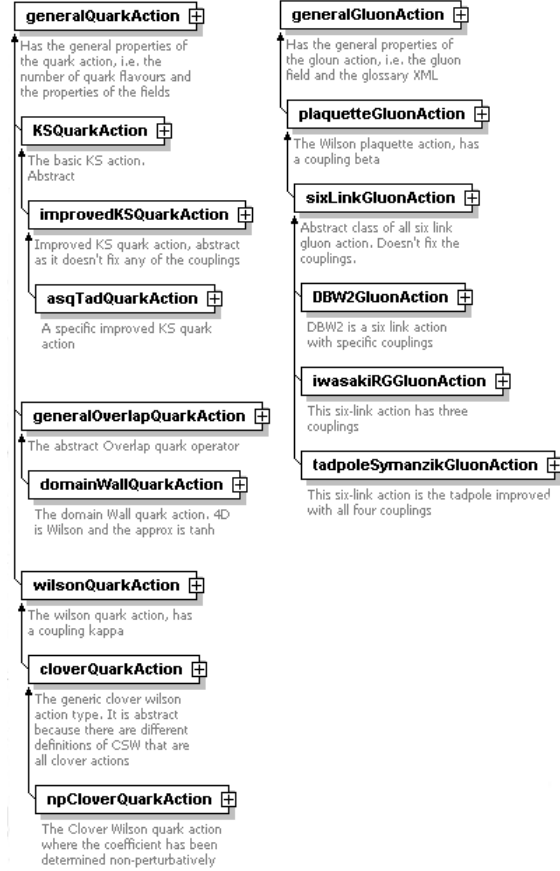 generalQuarkAction
Has the general properties of
the quark action, i.e. the
number of quark flavours and
the properties of the fields
KSQuarkAction
The basic KS action.
Abstract
improvedKSQuarkAction
Improved KS quark action, abstract
as it doesn't fix any of the couplings
asqTadQuarkAction
A specific improved KS quark
action
generalOverlapQuarkAction
The abstract Overlap quark operator
domainWallQuarkAction
The domain Wall quark action. 4D
is Wilson and the approx is tanh
wilsonQuarkAction
The wilson quark action, has
a coupling kappa
cloverQuarkAction
The generic clover wilson
action type. It is abstract
because there are different
definitions of CSW that are
all clover actions
npCloverQuarkAction
The Clover Wilson quark action
where the coefficient has been
determined non-perturbatively
generalGluonAction
Has the general properties of
the gloun action, i.e. the gluon
field and the glossary XML
plaquetteGluonAction
The Wilson plaquette action, has
a coupling beta
sixLinkGluonAction
Abstract class of all six link
gluon action. Doesn't fix the
couplings.
DBW2GluonAction
DBW2 is a six link action
with specific couplings
iwasakiRGGluonAction
This six-link action has three
couplings
tadpoleSymanzikGluonAction
This six-link action is the tadpole improved
with all four couplings